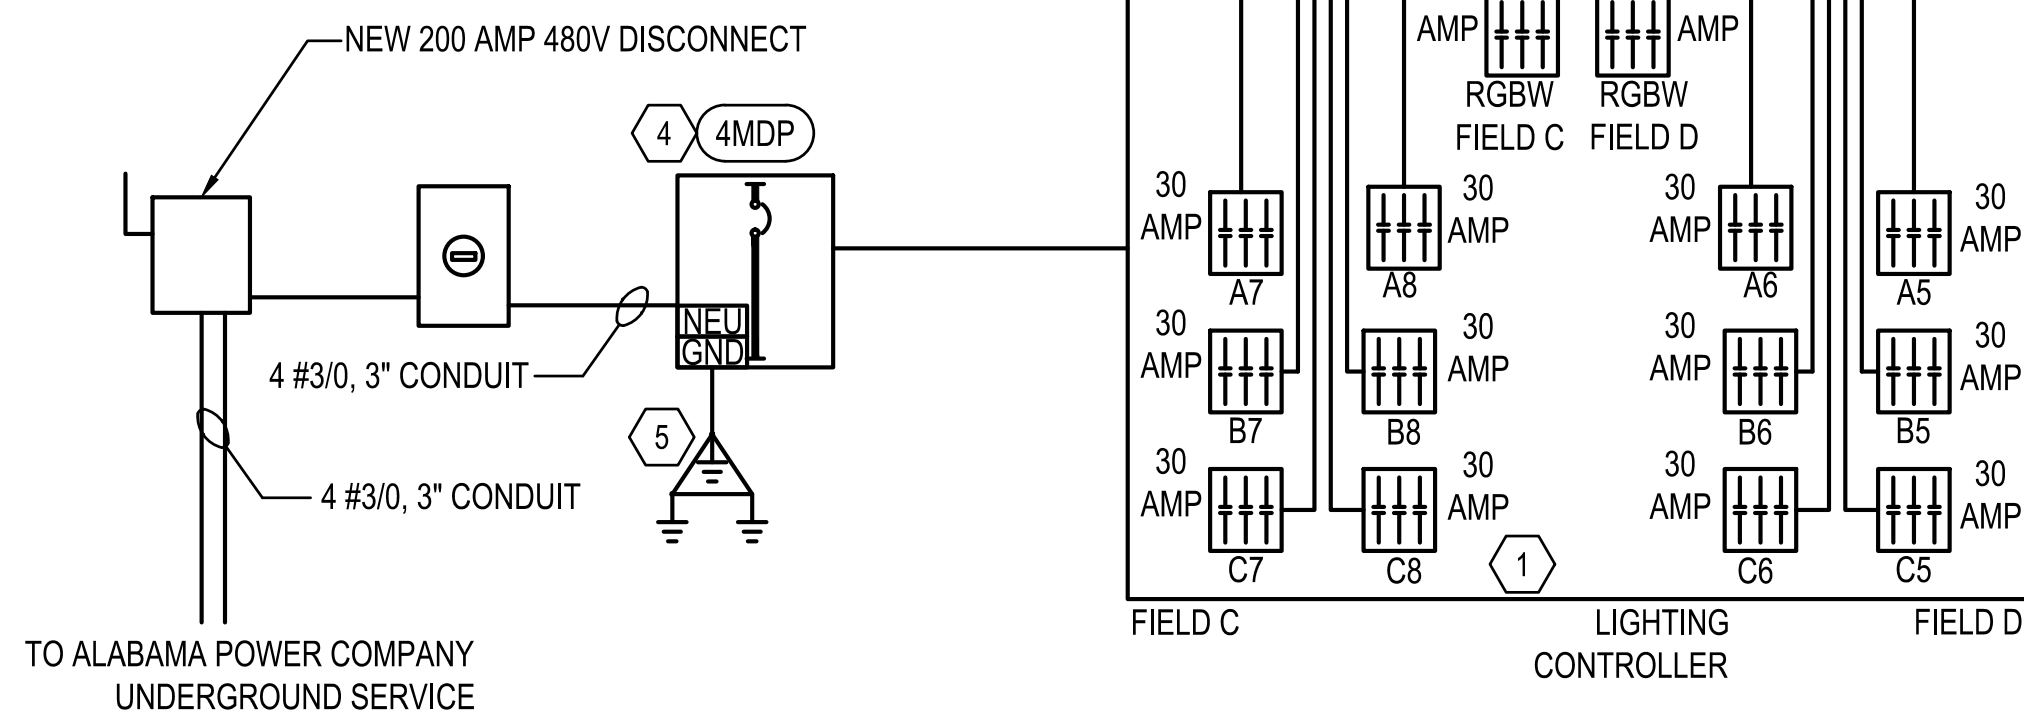 NEW 200 AMP 480V DISCONNECT
4
4MDP
NEU
GND
4 #3/0, 3" CONDUIT
5
4 #3/0, 3" CONDUIT
TO ALABAMA POWER COMPANY
UNDERGROUND SERVICE
AMP
AMP
RGBW
FIELD C
RGBW
FIELD D
30
AMP
A7
30
AMP
A8
30
AMP
A6
30
AMP
A5
30
AMP
B7
30
AMP
B8
30
AMP
B6
30
AMP
B5
30
AMP
C7
30
AMP
C8
30
AMP
C6
30
AMP
C5
1
FIELD C
LIGHTING
CONTROLLER
FIELD D